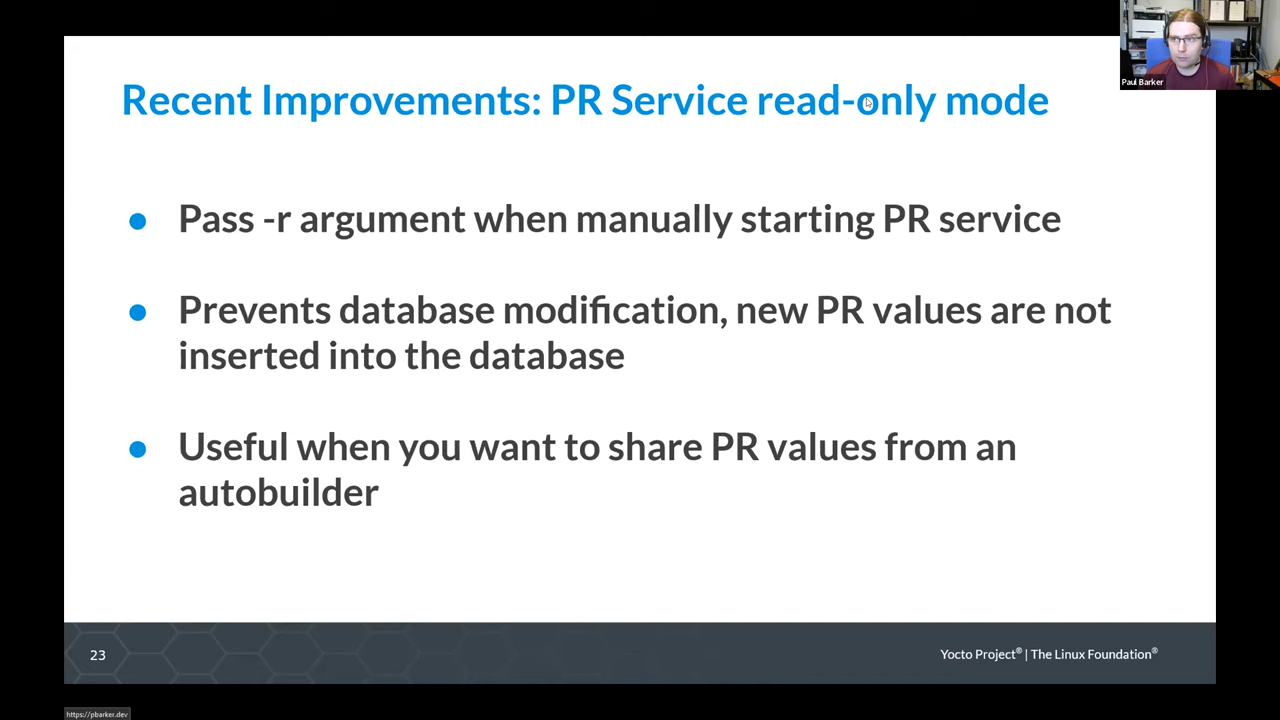 Recent Improvements: PR Service read-only mode
Paul Barker
● Pass -r argument when manually starting PR service
● Prevents database modification, new PR values are not
inserted into the database
● Useful when you want to share PR values from an
autobuilder
23
Yocto Project® | The Linux Foundation®
https://pbarker.dev